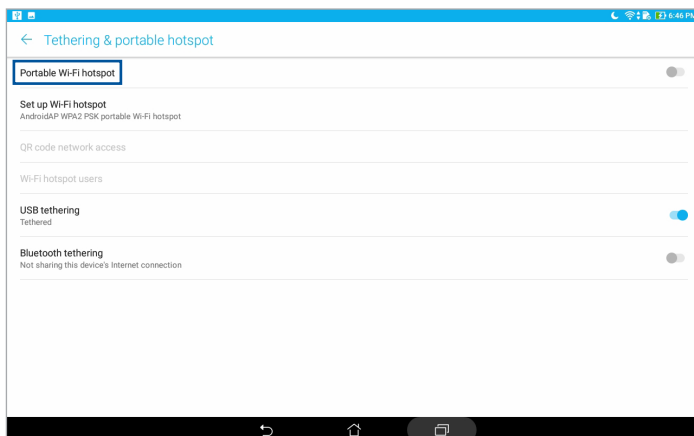 6:46 PM
Tethering & portable hotspot
Portable Wi-Fi hotspot
Set up Wi-Fi hotspot
AndroidAP WPA2 PSK portable Wi-Fi hotspot
QR code network access
Wi-Fi hotspot users
USB tethering
Tethered
Bluetooth tethering
Not sharing this device's Internet connection